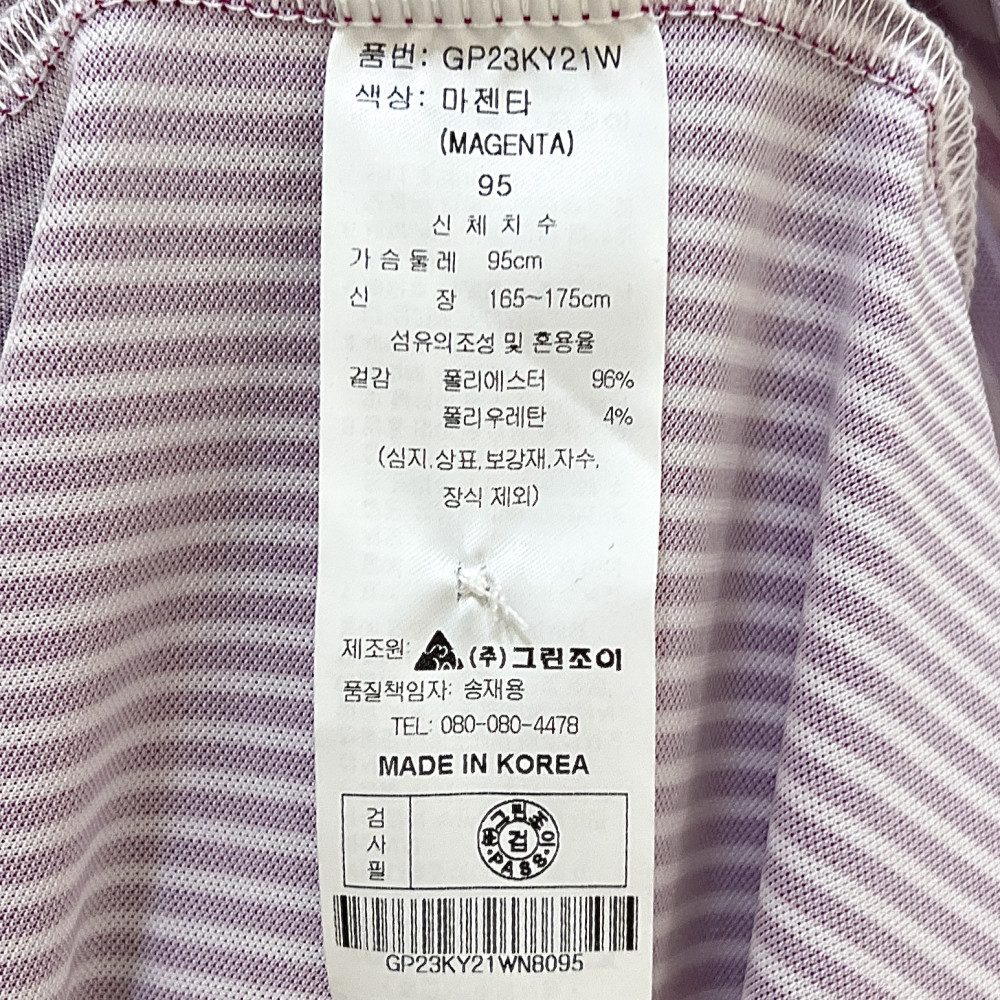 품번: GP23KY21W
색상: 마젠타
(MAGENTA)
95
신 체 치 수
가 슴 둘 레 95cm
신 장 165~175cm
섬유의조성 및 혼용율
겉감 폴리에스터 96%
폴리우레탄 4%
(심지,상표,보강재,자수,
장식 제외)
제조원: (주)그린조이
품질책임자: 송재용
TEL: 080-080-4478
MADE IN KOREA
검사필
그린조이 검 PASS
GP23KY21WN8095